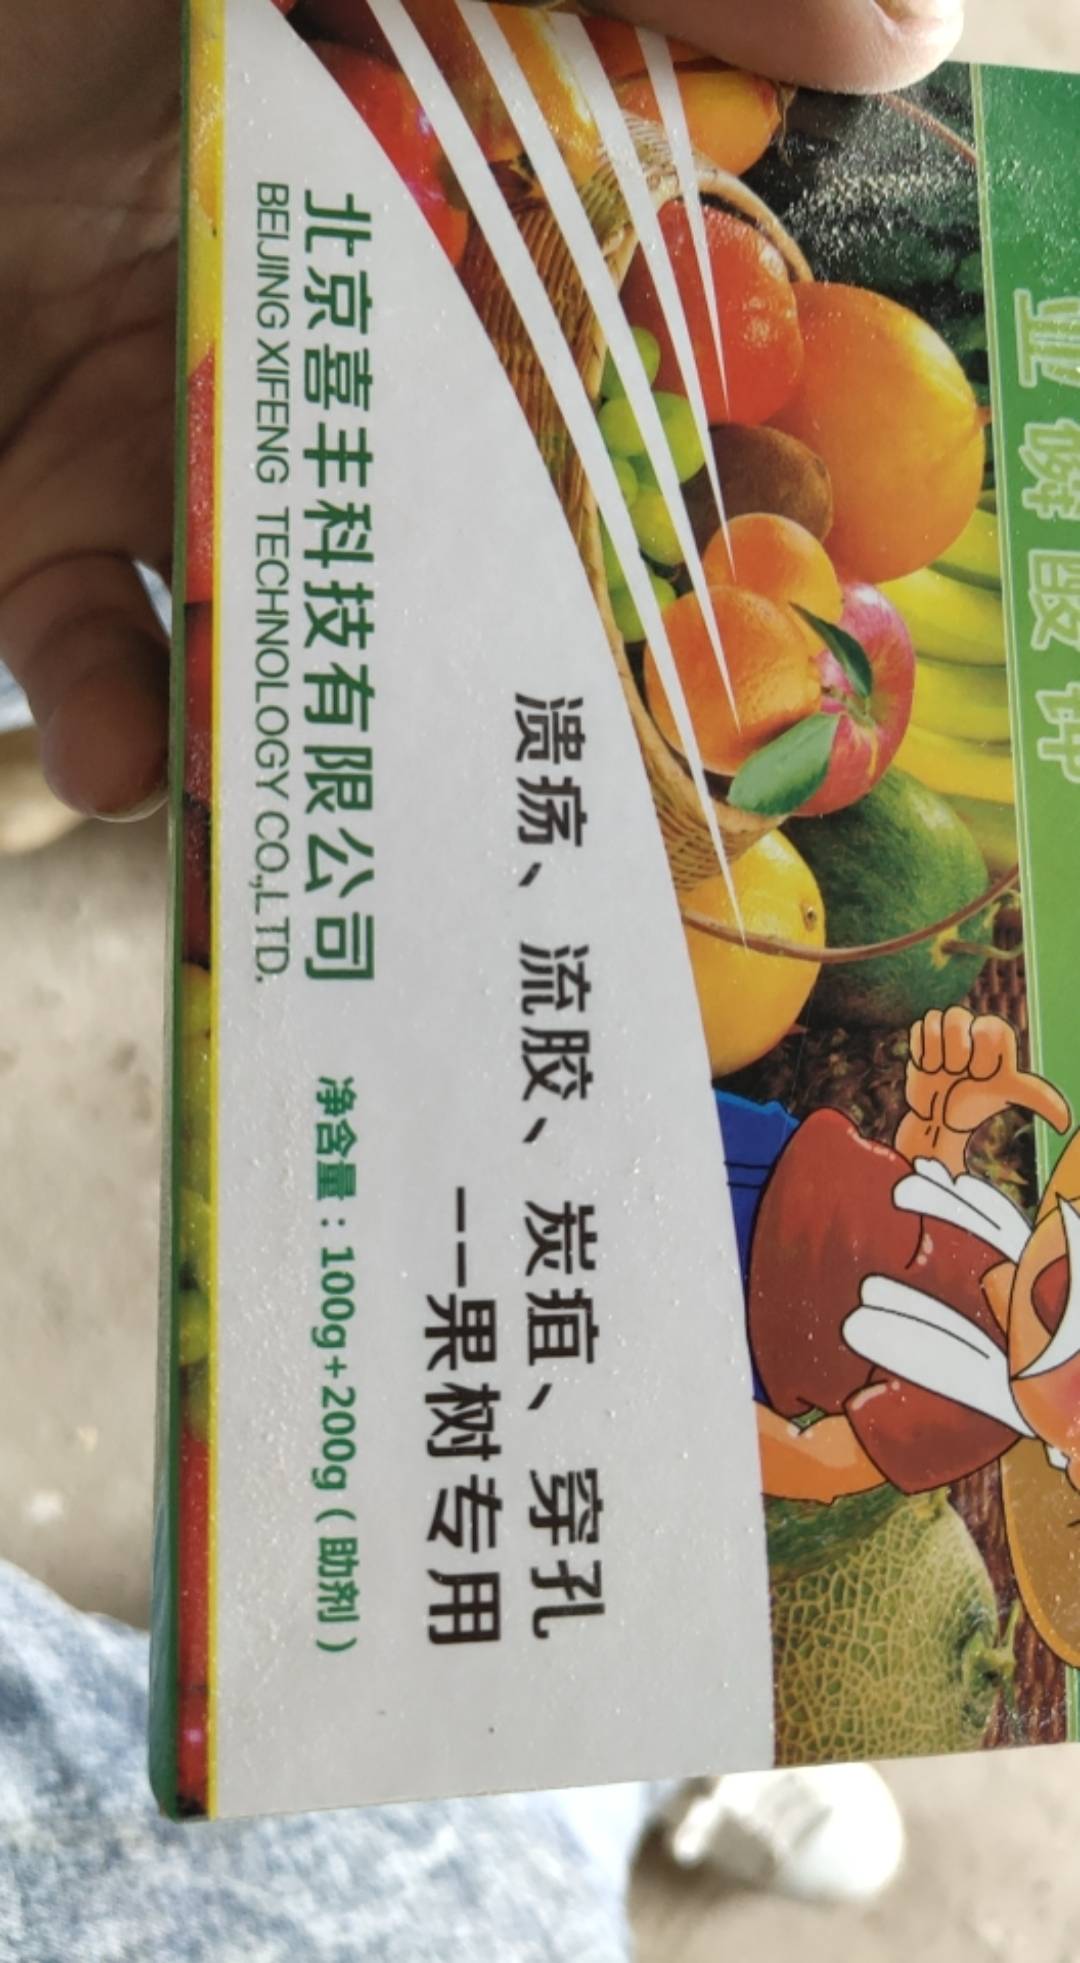 溃疡、流胶、炭疽、穿孔
——果树专用
北京喜丰科技有限公司 净含量：100g+200g（助剂）
BEIJING XIFENG TECHNOLOGY CO.,LTD.